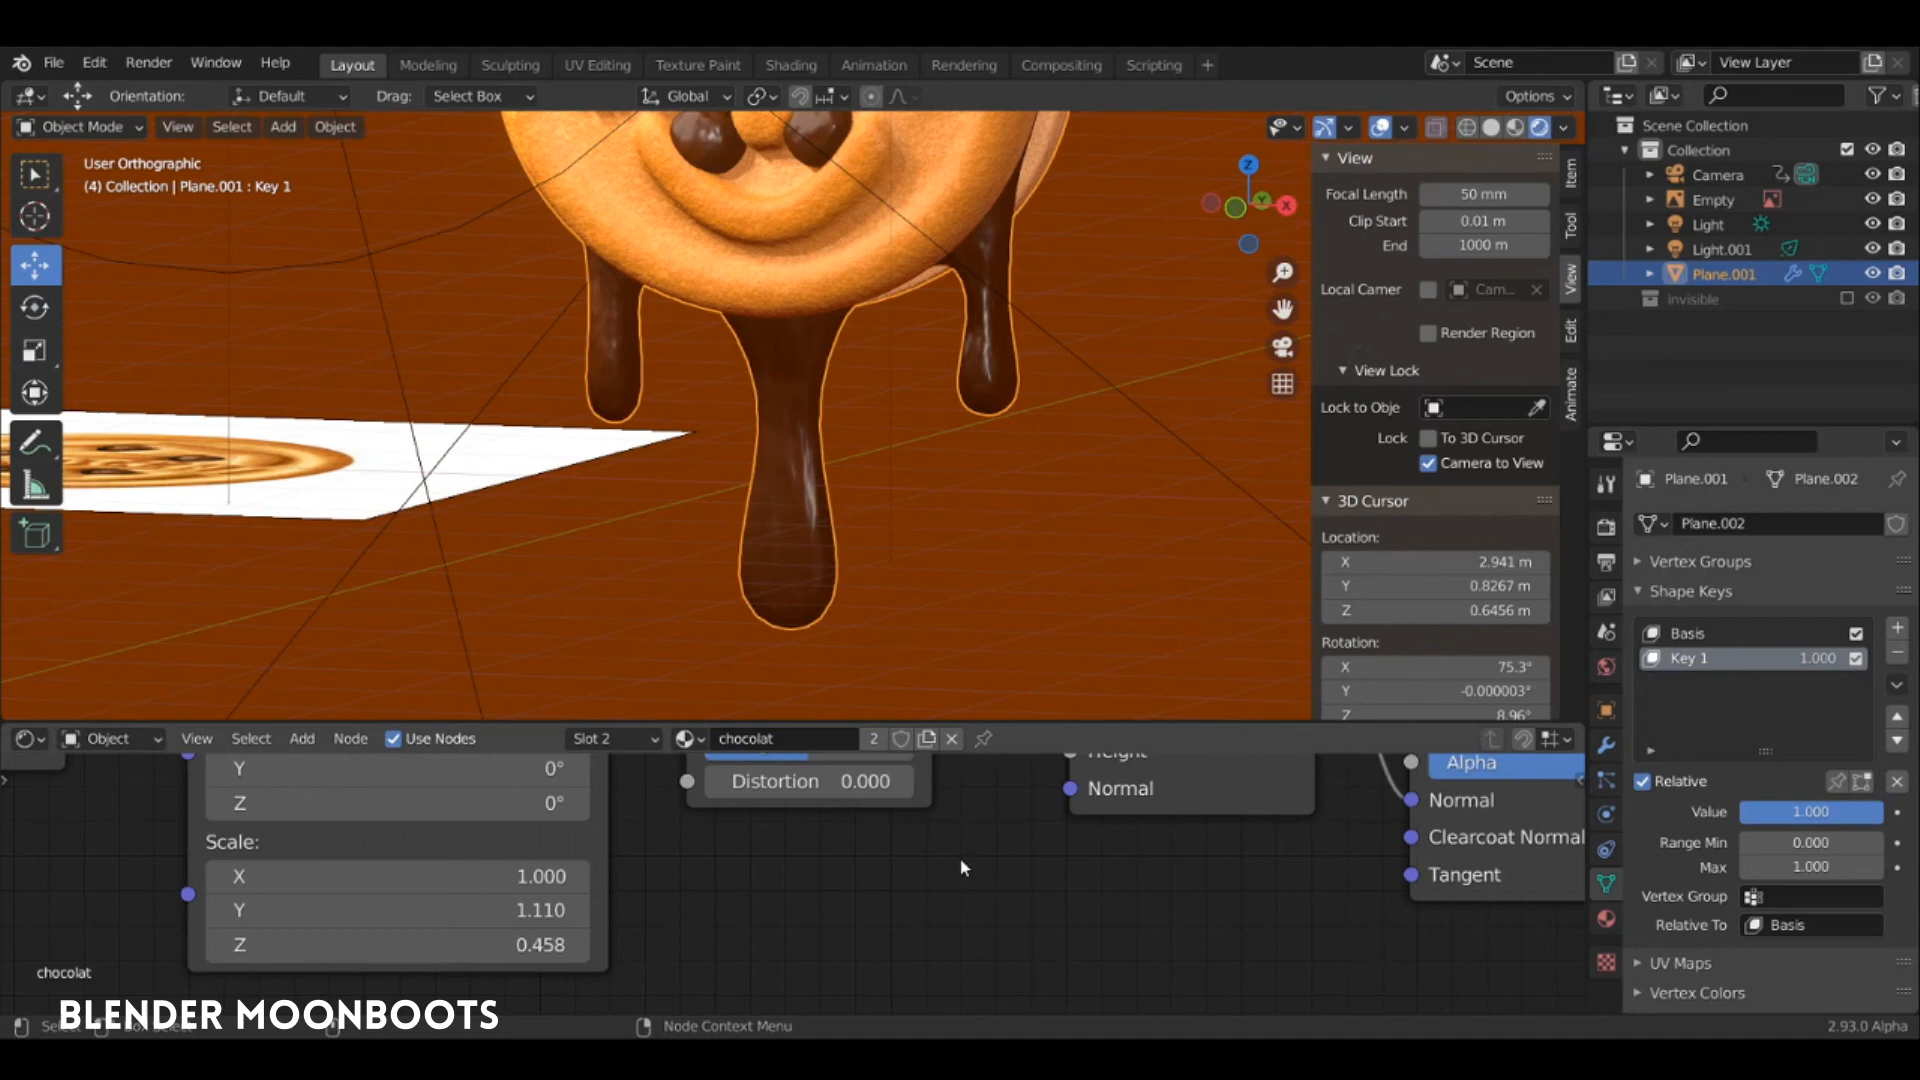 File Edit Render Window Help Layout Modeling Sculpting UV Editing Texture Paint Shading Animation Rendering Compositing Scripting + Scene View Layer
Orientation: Default Drag: Select Box Global Options
Object Mode View Select Add Object
User Orthographic
(4) Collection | Plane.001 : Key 1
Z
Y
X
View
Focal Length 50 mm
Clip Start 0.01 m
End 1000 m
Local Camer Cam...
Render Region
View Lock
Lock to Obje
Lock To 3D Cursor
Camera to View
3D Cursor
Location:
X 2.941 m
Y 0.8267 m
Z 0.6456 m
Rotation:
X 75.3°
Y -0.000003°
Z 8.96°
Item
Tool
View
Edit
Animate
Scene Collection
Collection
Camera
Empty
Light
Light.001
Plane.001
invisible
Plane.001 Plane.002
Plane.002
Vertex Groups
Shape Keys
Basis
Key 1 1.000
Relative
Value 1.000
Range Min 0.000
Max 1.000
Vertex Group
Relative To Basis
UV Maps
Vertex Colors
Object View Select Add Node Use Nodes Slot 2 chocolat 2
Y 0°
Z 0°
Scale:
X 1.000
Y 1.110
Z 0.458
Distortion 0.000
Height
Normal
Alpha
Normal
Clearcoat Normal
Tangent
chocolat
BLENDER MOONBOOTS
Node Context Menu
2.93.0 Alpha